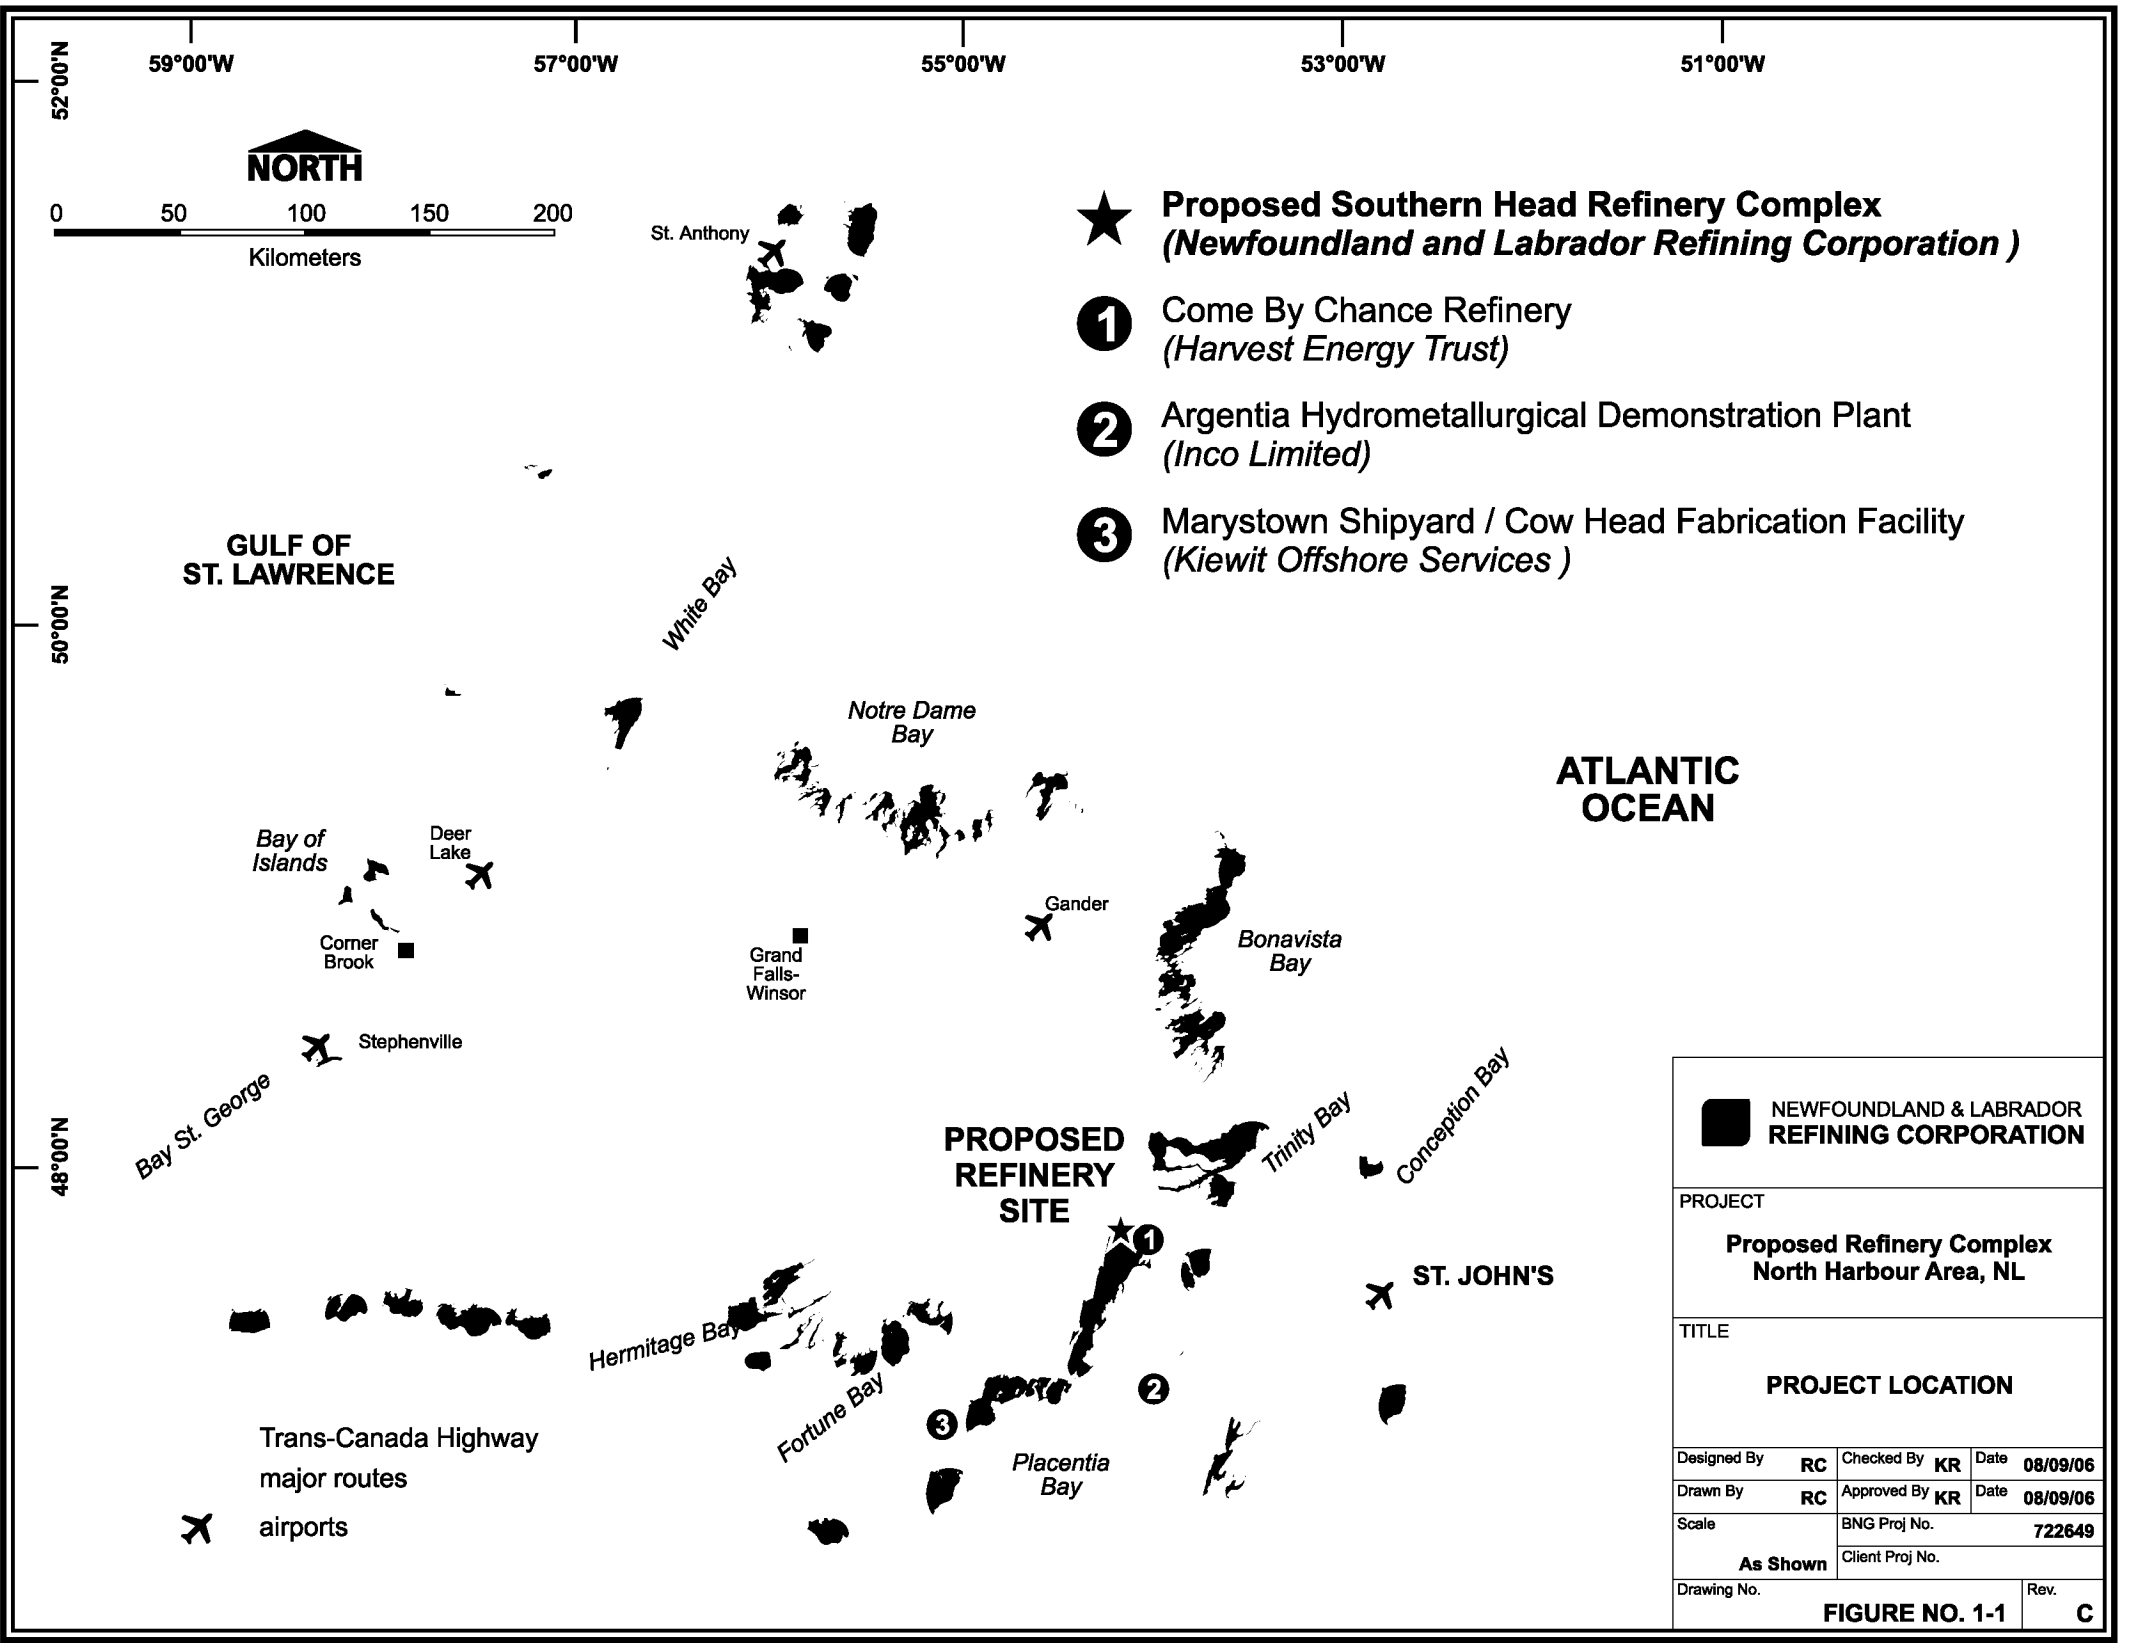 59°00'W 57°00'W 55°00'W 53°00'W 51°00'W
52°00'N
50°00'N
48°00'N
NORTH
0 50 100 150 200
Kilometers
Proposed Southern Head Refinery Complex
(Newfoundland and Labrador Refining Corporation )
1 Come By Chance Refinery
(Harvest Energy Trust)
2 Argentia Hydrometallurgical Demonstration Plant
(Inco Limited)
3 Marystown Shipyard / Cow Head Fabrication Facility
(Kiewit Offshore Services )
St. Anthony
GULF OF
ST. LAWRENCE
White Bay
Notre Dame
Bay
ATLANTIC
OCEAN
Bay of
Islands
Deer
Lake
Gander
Corner
Brook
Grand
Falls-
Winsor
Bonavista
Bay
Stephenville
Bay St. George
PROPOSED
REFINERY
SITE
Trinity Bay
Conception Bay
1
ST. JOHN'S
Hermitage Bay
Fortune Bay
2
3
Placentia
Bay
Trans-Canada Highway
major routes
airports
NEWFOUNDLAND & LABRADOR
REFINING CORPORATION
PROJECT
Proposed Refinery Complex
North Harbour Area, NL
TITLE
PROJECT LOCATION
Designed By RC Checked By KR Date 08/09/06
Drawn By RC Approved By KR Date 08/09/06
Scale As Shown
BNG Proj No. 722649
Client Proj No.
Drawing No. FIGURE NO. 1-1
Rev. C